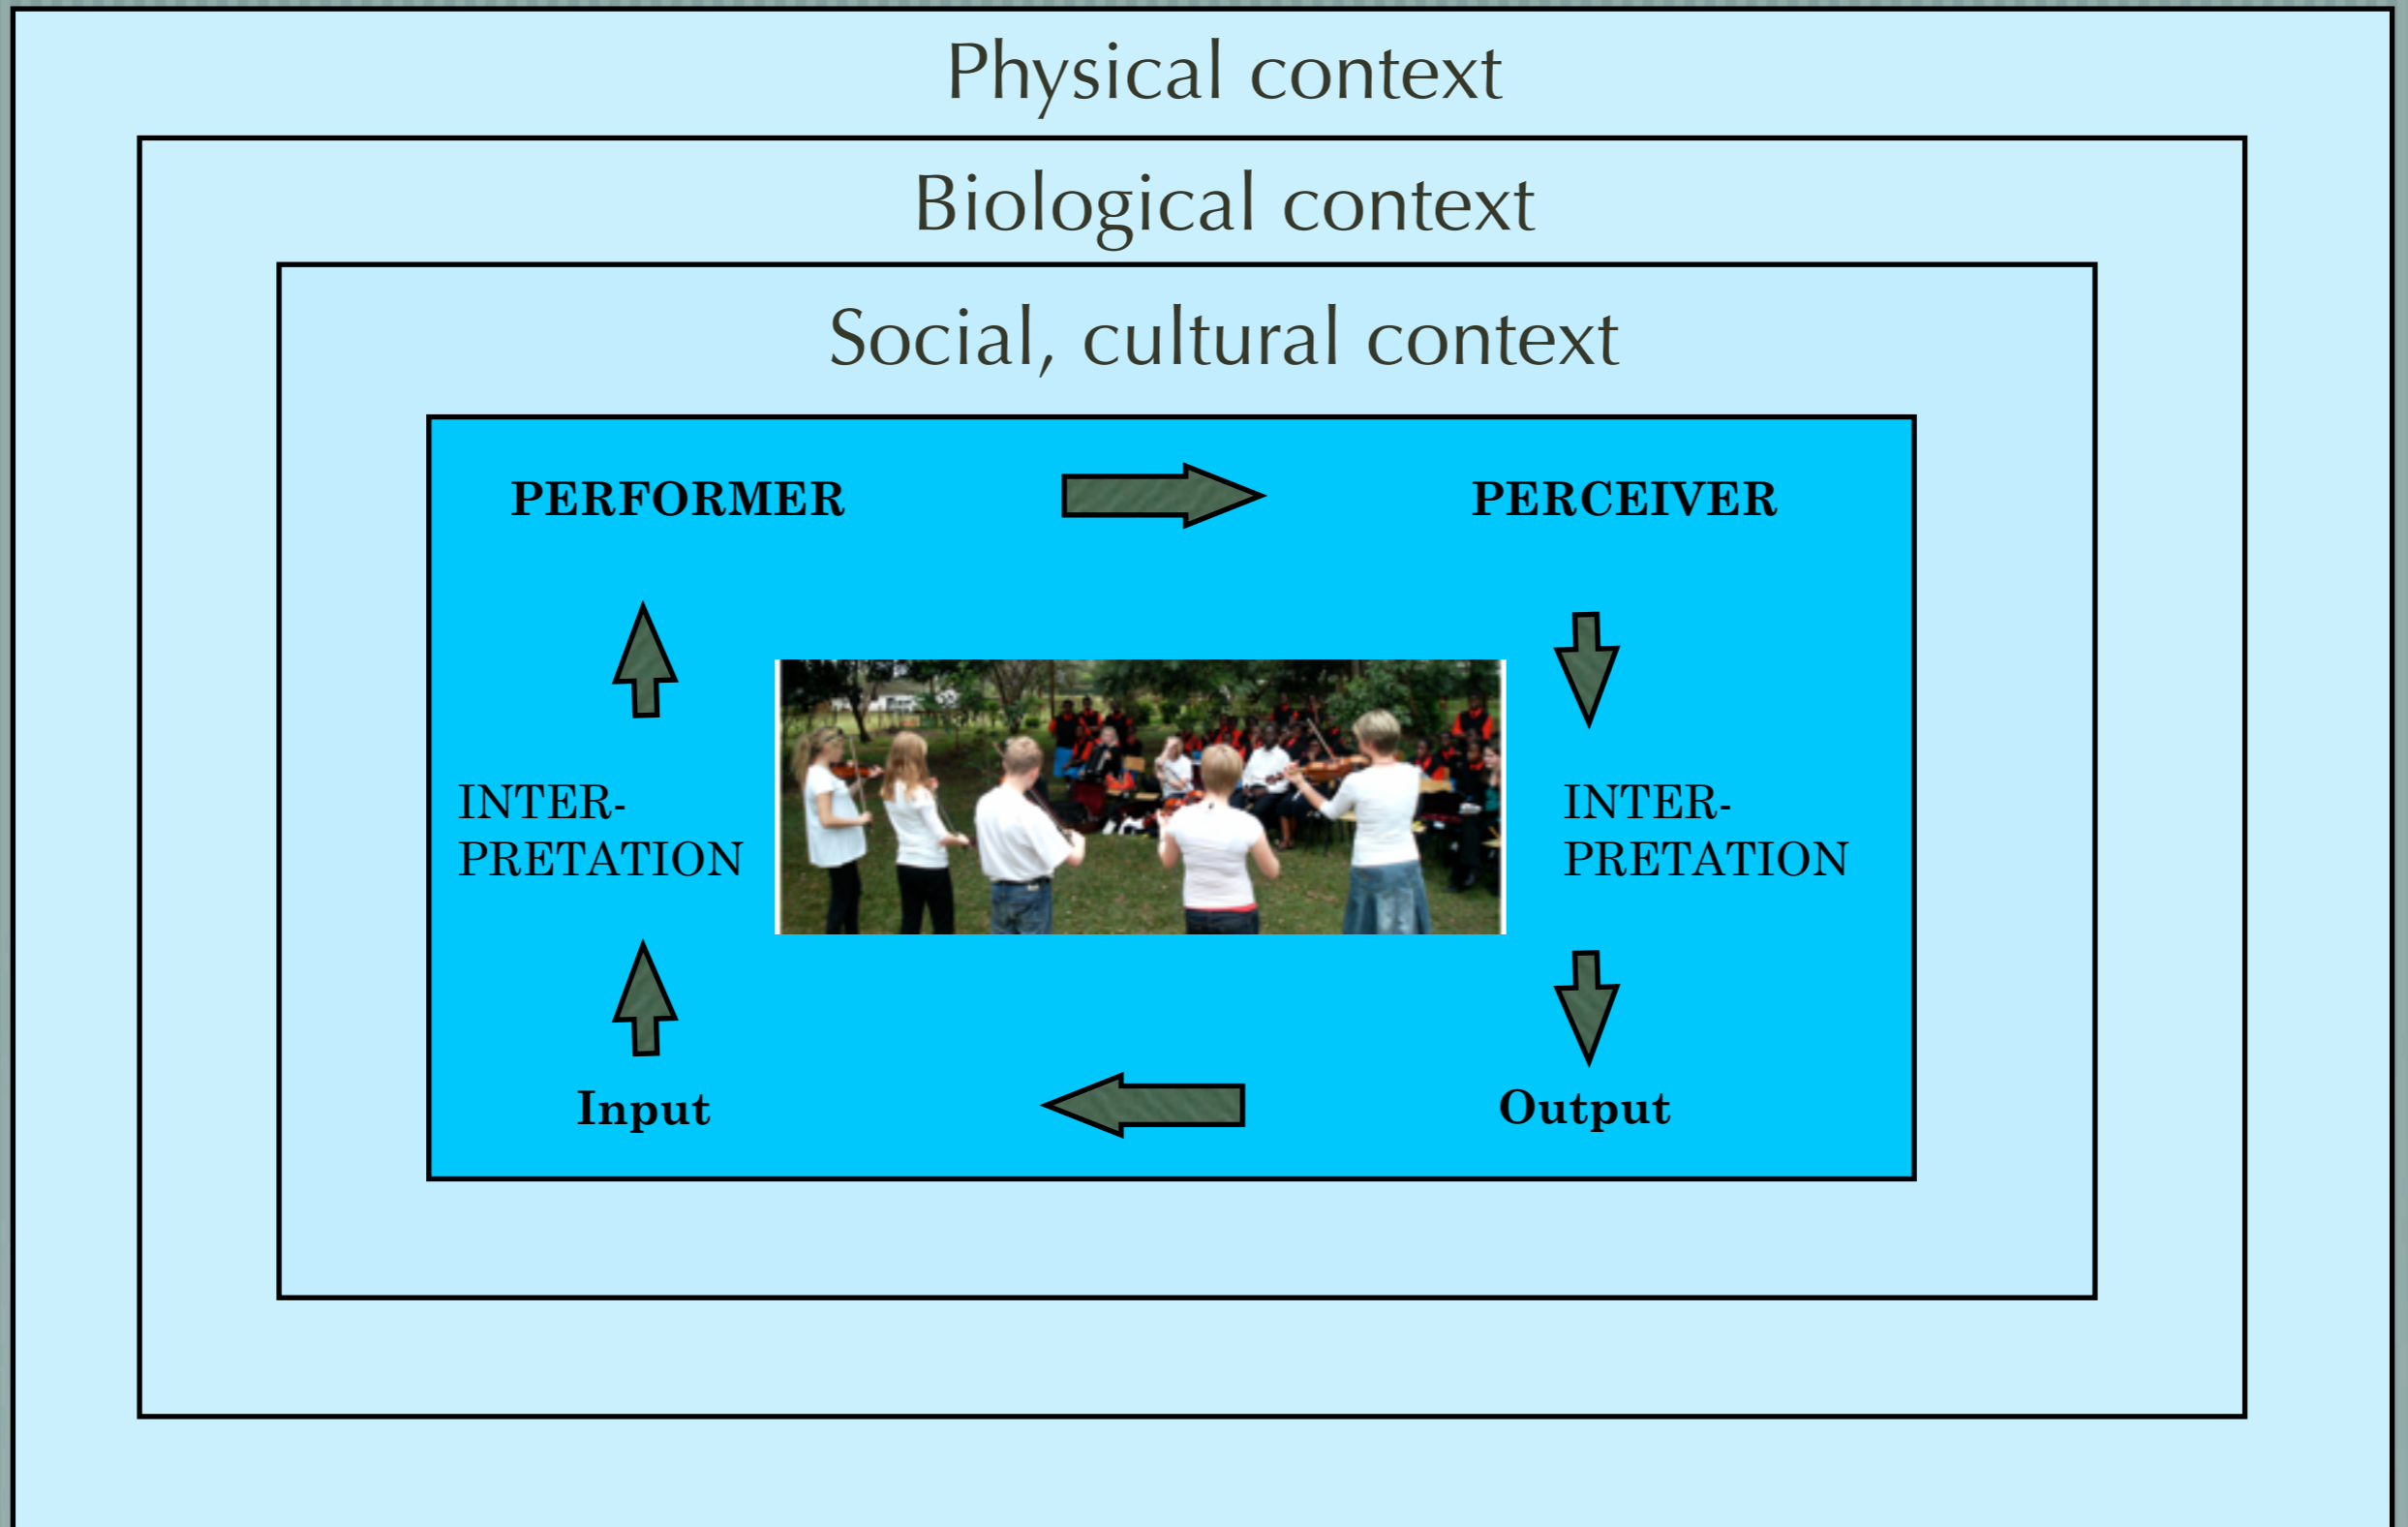 Physical context
Biological context
Social, cultural context
PERFORMER
PERCEIVER
INTER-
PRETATION
INTER-
PRETATION
Input
Output